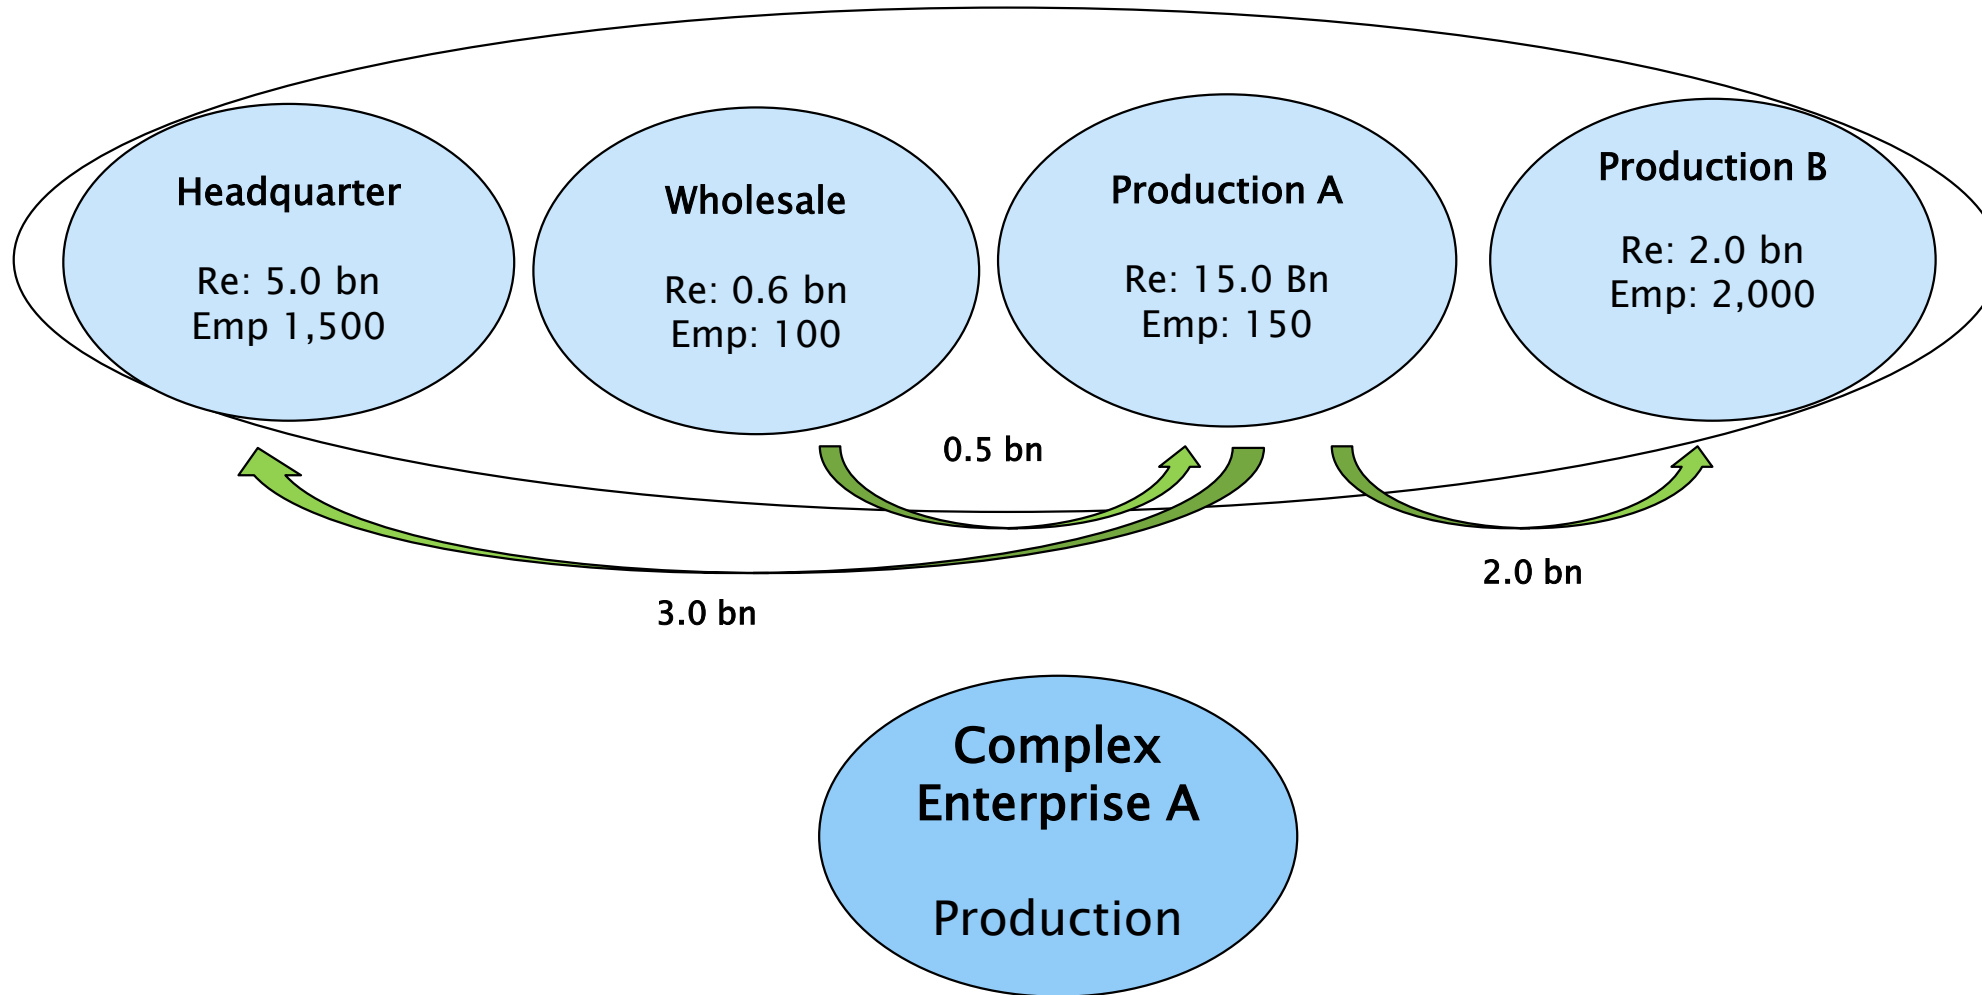 Headquarter
Re: 5.0 bn
Emp 1,500
Wholesale
Re: 0.6 bn
Emp: 100
Production A
Re: 15.0 Bn
Emp: 150
Production B
Re: 2.0 bn
Emp: 2,000
0.5 bn
2.0 bn
3.0 bn
Complex
Enterprise A
Production